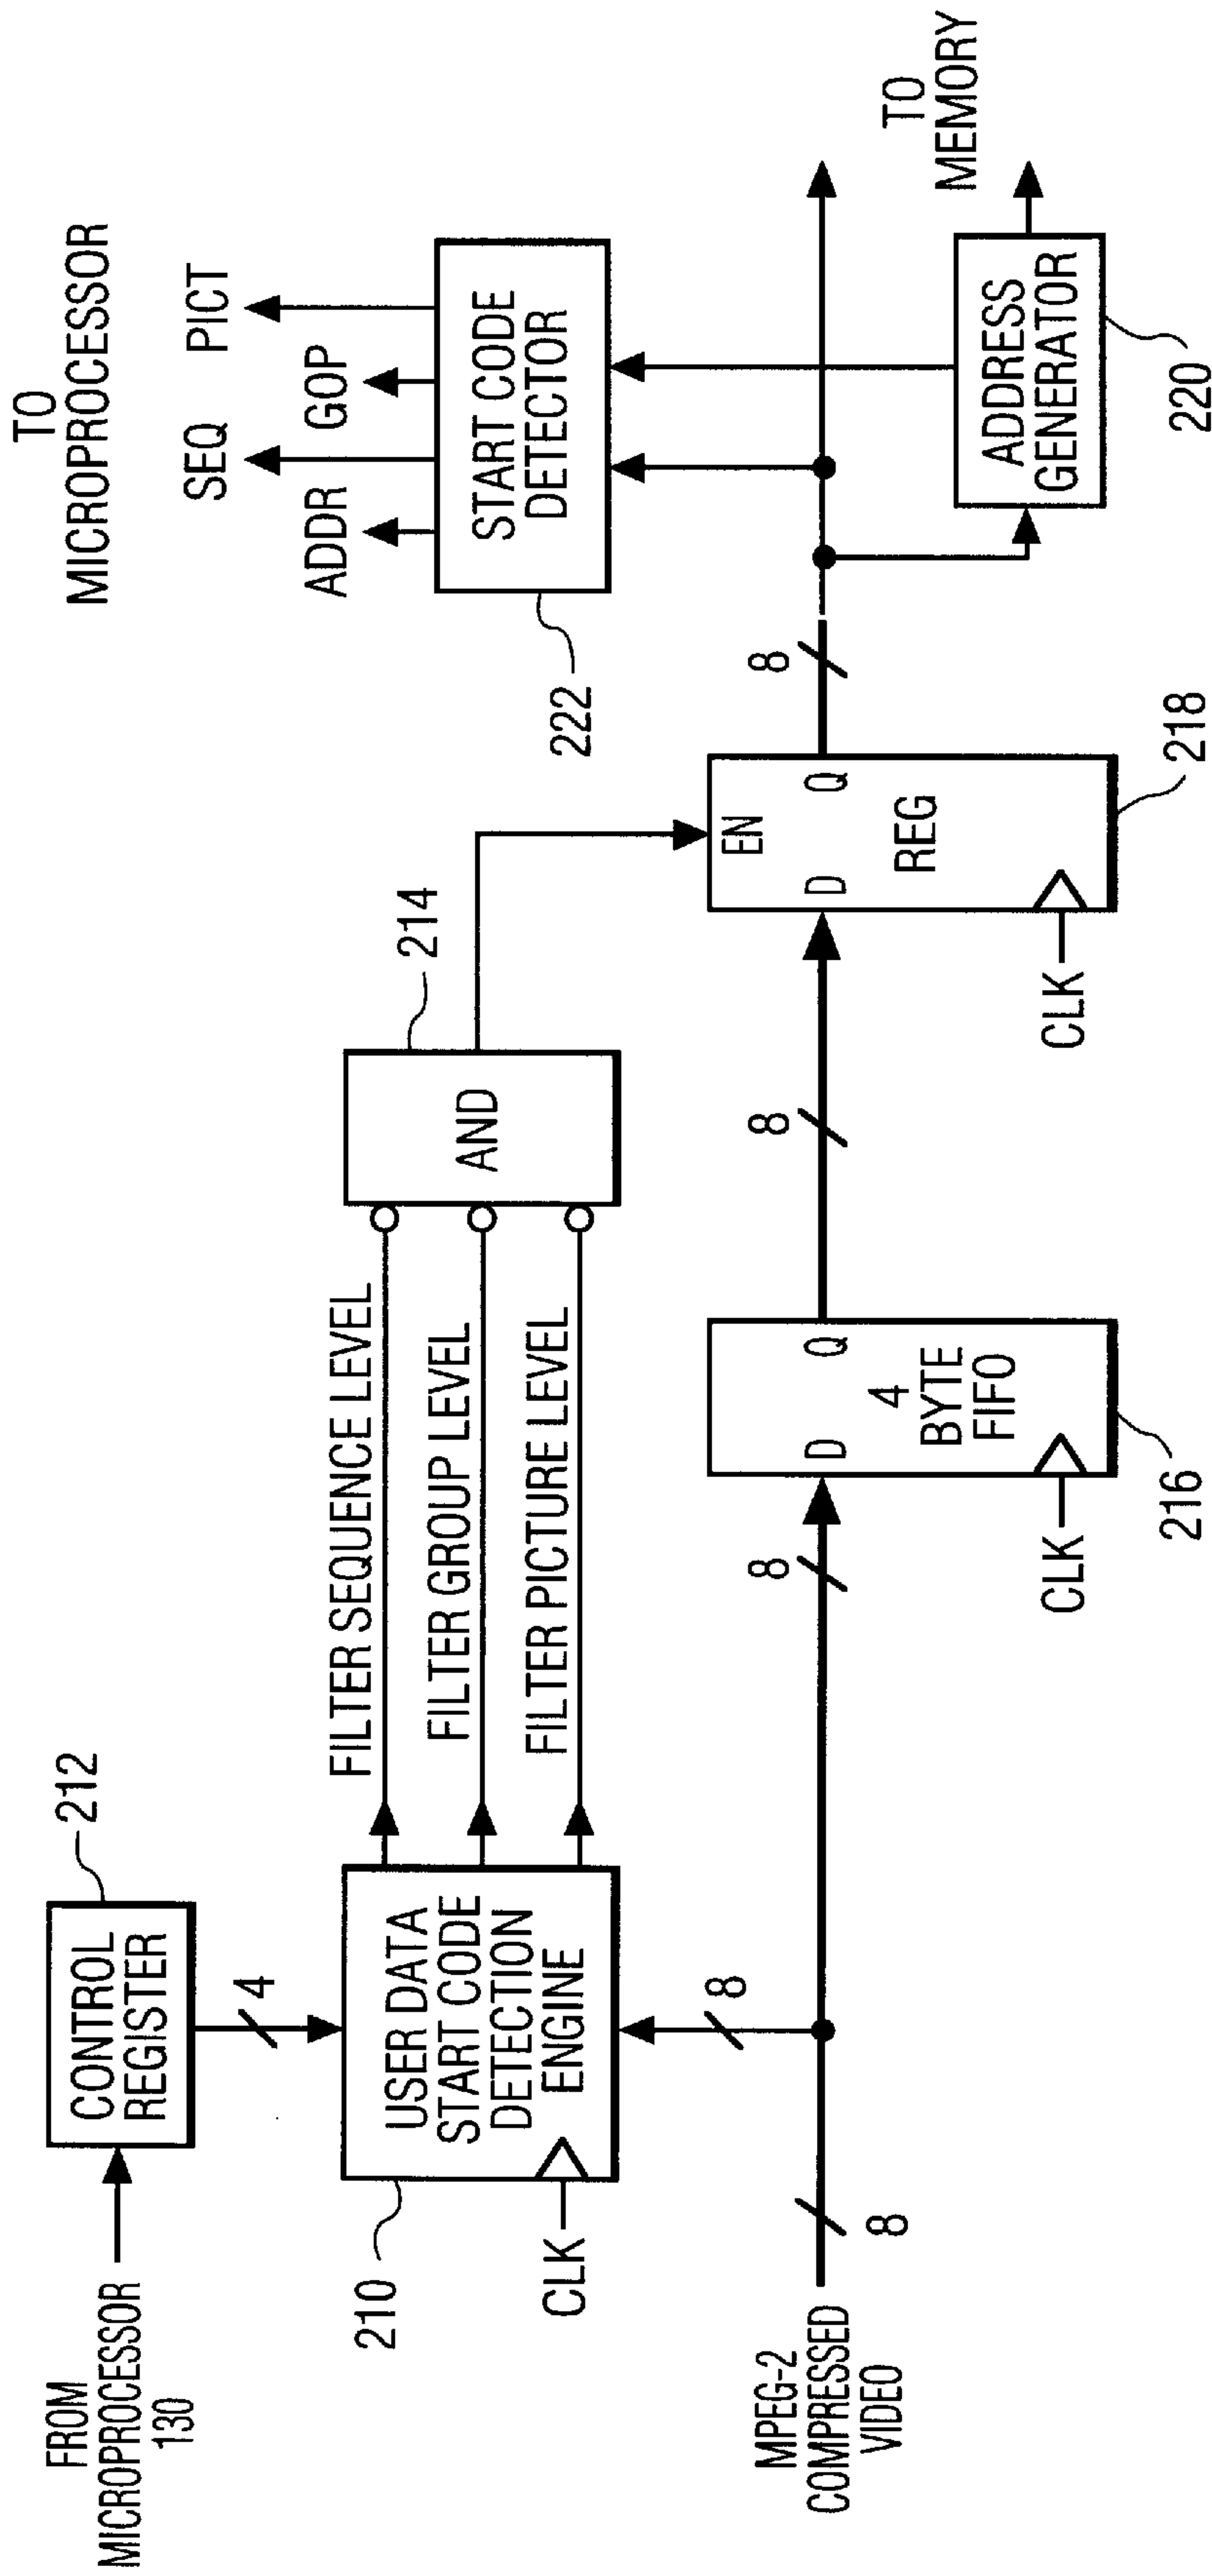 FROM
MICROPROCESSOR
130
CONTROL
REGISTER
212
4
USER DATA
START CODE
DETECTION
ENGINE
CLK
210
8
MPEG-2
COMPRESSED
VIDEO
8
FILTER SEQUENCE LEVEL
FILTER GROUP LEVEL
FILTER PICTURE LEVEL
AND
214
8
D
Q
4
BYTE
FIFO
CLK
216
8
EN
D
Q
REG
CLK
218
8
TO
MICROPROCESSOR
SEQ
PICT
ADDR
GOP
START CODE
DETECTOR
222
ADDRESS
GENERATOR
220
TO
MEMORY